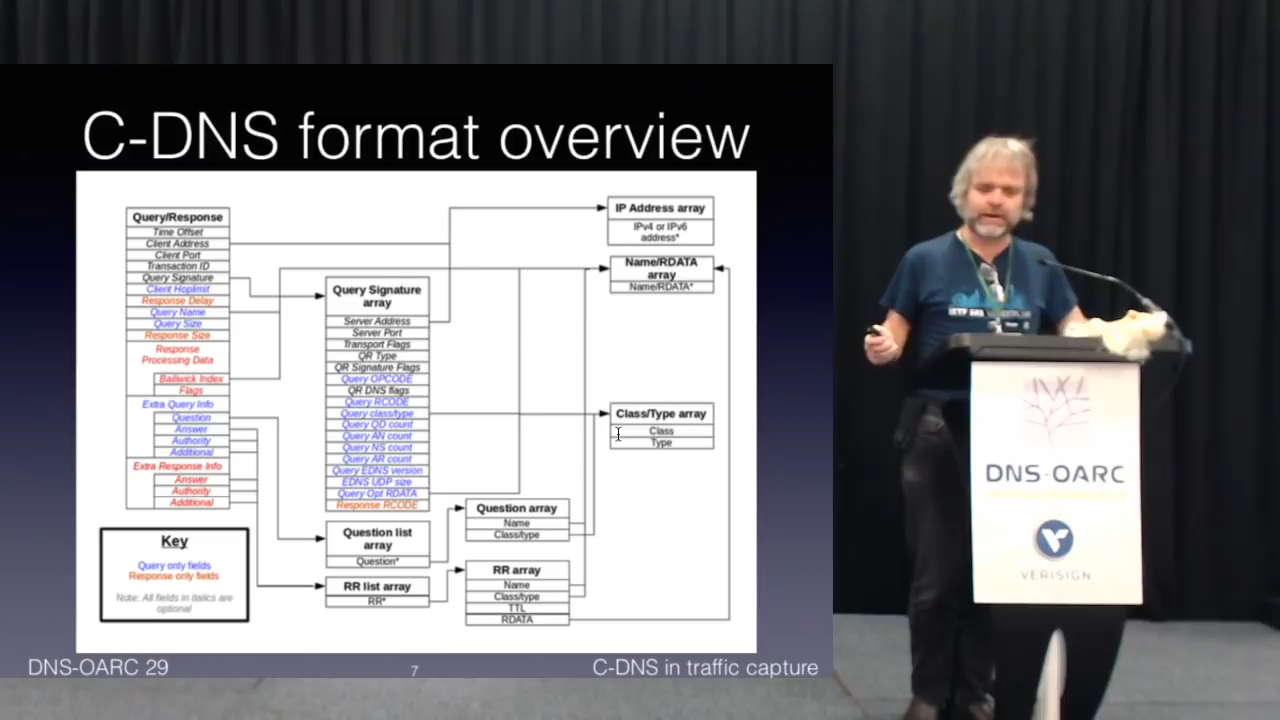 C-DNS format overview
Query/Response
Time Offset
Client Address
Client Port
Transaction ID
Query Signature
Client Hoplimit
Response Delay
Query Name
Query Size
Response Size
Response
Processing Data
Bailiwick Index
Flags
Extra Query Info
Question
Answer
Authority
Additional
Extra Response Info
Answer
Authority
Additional
Key
Query only fields
Response only fields
Note: All fields in italics are
optional
Query Signature
array
Server Address
Server Port
Transport Flags
QR Type
QR Signature Flags
Query OPCODE
QR DNS flags
Query RCODE
Query class/type
Query QD count
Query AN count
Query NS count
Query AR count
Query EDNS version
EDNS UDP size
Query Opt RDATA
Response RCODE
Question list
array
Question*
RR list array
RR*
Question array
Name
Class/type
RR array
Name
Class/type
TTL
RDATA
IP Address array
IPv4 or IPv6
address*
Name/RDATA
array
Name/RDATA*
Class/Type array
Class
Type
DNS-OARC 29
7
C-DNS in traffic capture
DNS-OARC
VERISIGN